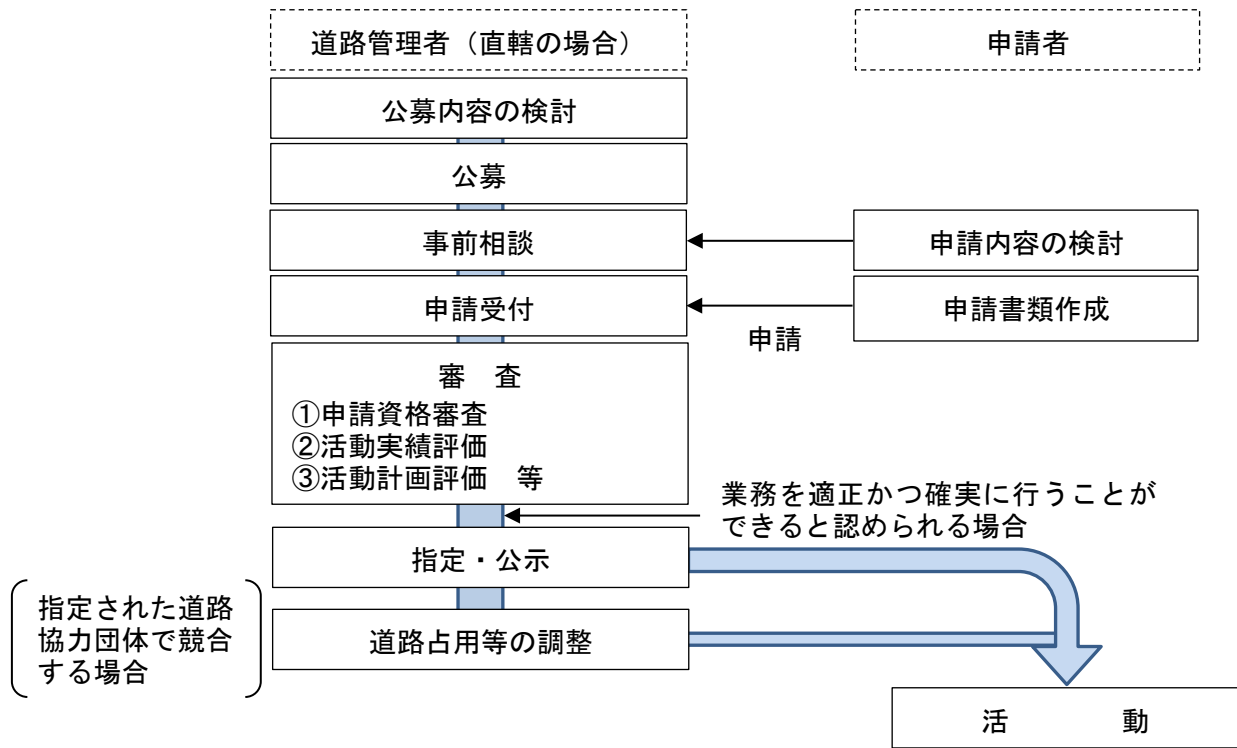 道路管理者（直轄の場合）
申請者
公募内容の検討
公募
事前相談
申請内容の検討
申請受付
申請書類作成
申請
審　査
①申請資格審査
②活動実績評価
③活動計画評価　等
業務を適正かつ確実に行うことが
できると認められる場合
指定・公示
指定された道路
協力団体で競合
する場合
道路占用等の調整
活　　　動